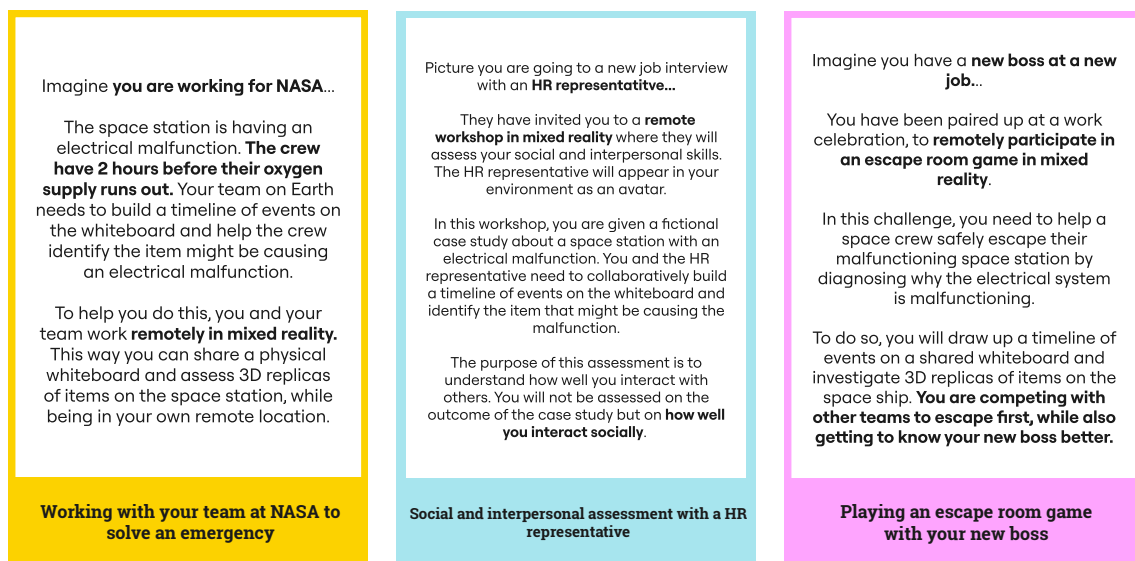 Imagine you are working for NASA...
The space station is having an
electrical malfunction. The crew
have 2 hours before their oxygen
supply runs out. Your team on Earth
needs to build a timeline of events on
the whiteboard and help the crew
identify the item might be causing
an electrical malfunction.
To help you do this, you and your
team work remotely in mixed reality.
This way you can share a physical
whiteboard and assess 3D replicas
of items on the space station, while
being in your own remote location.
Working with your team at NASA to
solve an emergency
Picture you are going to a new job interview
with an HR representatitve...
They have invited you to a remote
workshop in mixed reality where they will
assess your social and interpersonal skills.
The HR representative will appear in your
environment as an avatar.
In this workshop, you are given a fictional
case study about a space station with an
electrical malfunction. You and the HR
representative need to collaboratively build
a timeline of events on the whiteboard and
identify the item that might be causing the
malfunction.
The purpose of this assessment is to
understand how well you interact with
others. You will not be assessed on the
outcome of the case study but on how well
you interact socially.
Social and interpersonal assessment with a HR
representative
Imagine you have a new boss at a new
job...
You have been paired up at a work
celebration, to remotely participate in
an escape room game in mixed
reality.
In this challenge, you need to help a
space crew safely escape their
malfunctioning space station by
diagnosing why the electrical system
is malfunctioning.
To do so, you will draw up a timeline of
events on a shared whiteboard and
investigate 3D replicas of items on the
space ship. You are competing with
other teams to escape first, while also
getting to know your new boss better.
Playing an escape room game
with your new boss